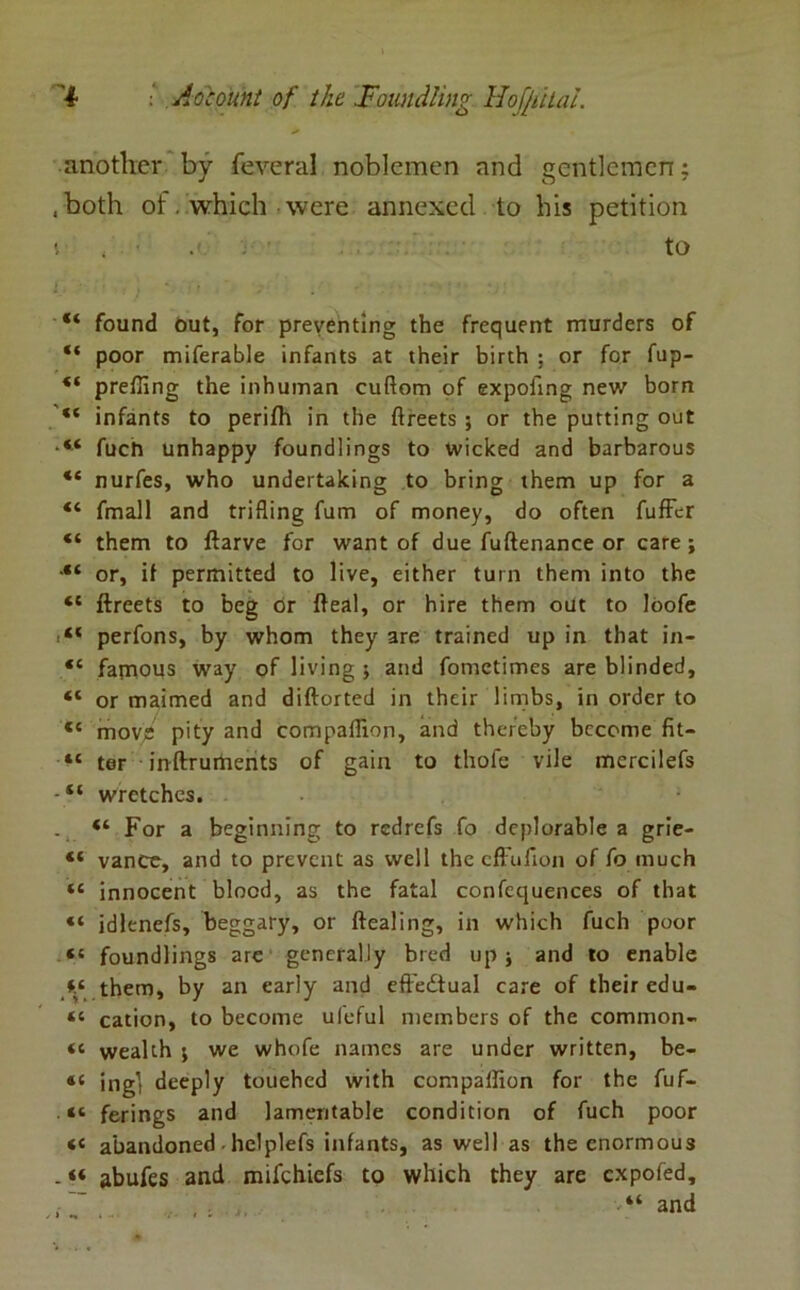 4 Account of the Foundling Hoſpital.
another by ſeveral noblemen and gentlemen;
both of which were annexed to his petition
to
“ found out, for preventing the frequent murders of
“ poor miſerable infants at their birth; or for ſup-
“ preſſing the inhuman cuſtom of expoſing new born
“ infants to periſh in the ſtreets; or the putting out
“ ſuch unhappy foundlings to wicked and barbarous
“ nurſes, who undertaking to bring them up for a
“ ſmall and trifling ſum of money, do often ſuffer
“ them to ſtarve for want of due ſuſtenance or care;
“ or, if permitted to live, either turn them into the
“ ſtreets to beg or ſteal, or hire them out to looſe
“ perſons, by whom they are trained up in that in-
“ famous way of living; and ſometimes are blinded,
“ or maimed and diſtorted in their limbs, in order to
“ move pity and compaſſion, and thereby become fit-
“ ter inſtruments of gain to thoſe vile mercileſs
“ wretches.
“ For a beginning to redreſs ſo deplorable a grie-
“ vance, and to prevent as well the effuſion of ſo much
“ innocent blood, as the fatal conſequences of that
“ idleneſs, beggary, or ſtealing, in which ſuch poor
“ foundlings are generally bred up; and to enable
“ them, by an early and effectual care of their edu-
“ cation, to become uſeful members of the common-
“ wealth; we whoſe names are under written, be-
“ ing deeply touched with compaſſion for the ſuf-
“ ferings and lamentable condition of ſuch poor
“ abandoned helpleſs infants, as well as the enormous
“ abuſes and miſchiefs to which they are expoſed,
“ and